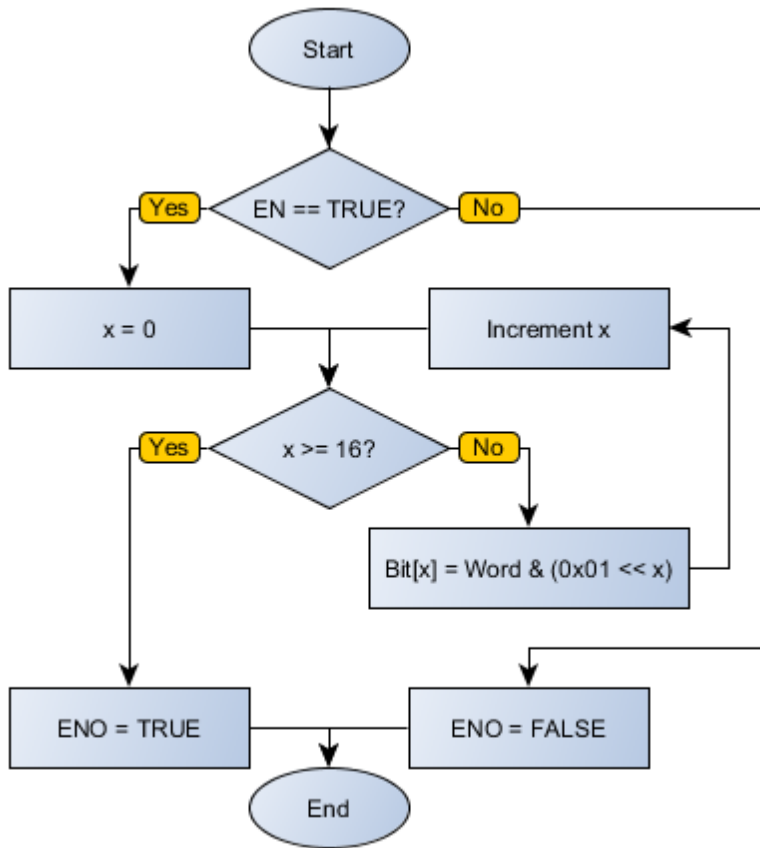 Start
EN == TRUE?
Yes
No
x = 0
Increment x
x >= 16?
Yes
No
Bit[x] = Word & (0x01 << x)
ENO = TRUE
ENO = FALSE
End